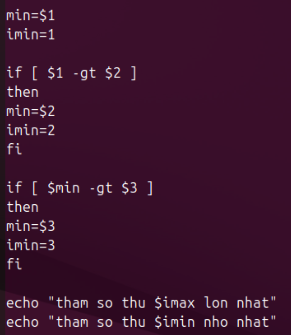 min=$1
imin=1
if [ $1 -gt $2 ]
then
min=$2
imin=2
fi
if [ $min -gt $3 ]
then
min=$3
imin=3
fi
echo "tham so thu $imax lon nhat"
echo "tham so thu $imin nho nhat"